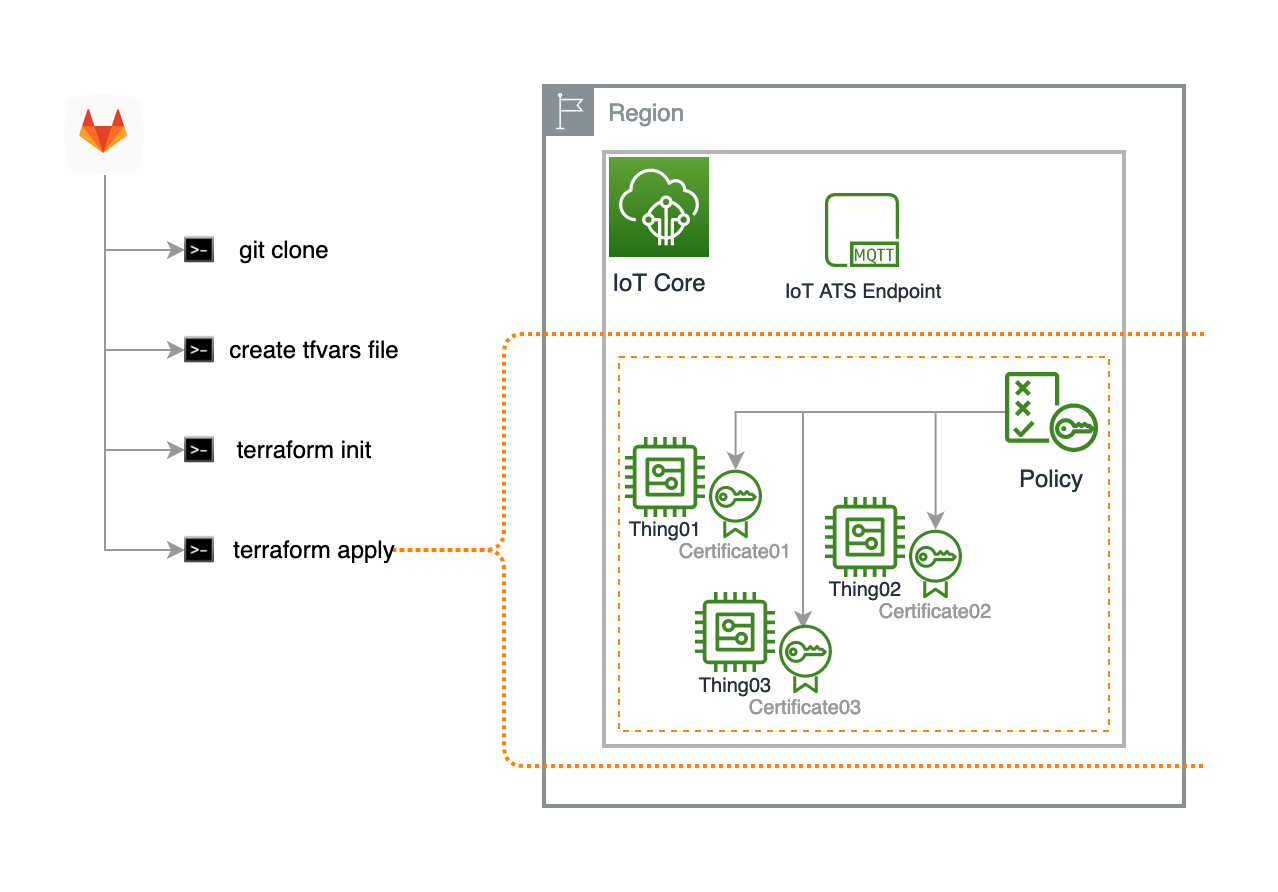 Region
git clone
create tfvars file
terraform init
terraform apply
IoT Core
MQTT
IoT ATS Endpoint
Policy
Thing01
Certificate01
Thing02
Certificate02
Thing03
Certificate03